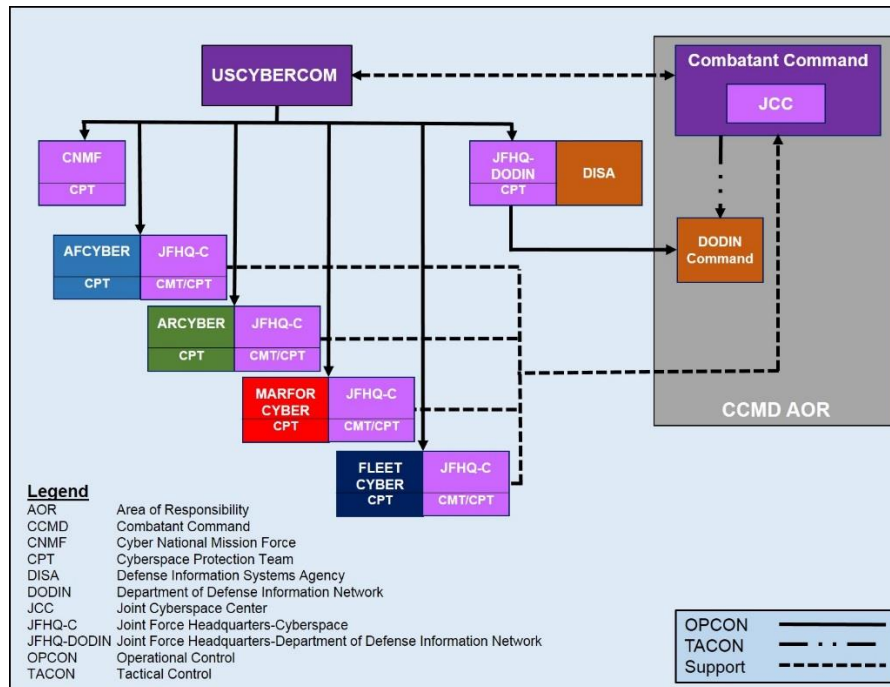 USCYBERCOM
Combatant Command
JCC
CNMF
CPT
JFHQ-
DODIN
CPT
DISA
DODIN
Command
AFCYBER
CPT
JFHQ-C
CMT/CPT
ARCYBER
CPT
JFHQ-C
CMT/CPT
MARFOR
CYBER
CPT
JFHQ-C
CMT/CPT
CCMD AOR
FLEET
CYBER
CPT
JFHQ-C
CMT/CPT
Legend
AOR Area of Responsibility
CCMD Combatant Command
CNMF Cyber National Mission Force
CPT Cyberspace Protection Team
DISA Defense Information Systems Agency
DODIN Department of Defense Information Network
JCC Joint Cyberspace Center
JFHQ-C Joint Force Headquarters-Cyberspace
JFHQ-DODIN Joint Force Headquarters-Department of Defense Information Network
OPCON Operational Control
TACON Tactical Control
OPCON
TACON
Support